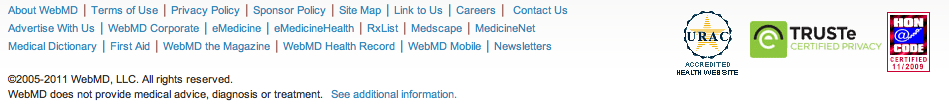 About WebMD | Terms of Use | Privacy Policy | Sponsor Policy | Site Map | Link to Us | Careers | Contact Us
Advertise With Us | WebMD Corporate | eMedicine | eMedicineHealth | RxList | Medscape | MedicineNet
Medical Dictionary | First Aid | WebMD the Magazine | WebMD Health Record | WebMD Mobile | Newsletters
©2005-2011 WebMD, LLC. All rights reserved.
WebMD does not provide medical advice, diagnosis or treatment. See additional information.
URAC
ACCREDITED
HEALTH WEB SITE
TRUSTe
CERTIFIED PRIVACY
HON
@
CODE
CERTIFIED
11/2009